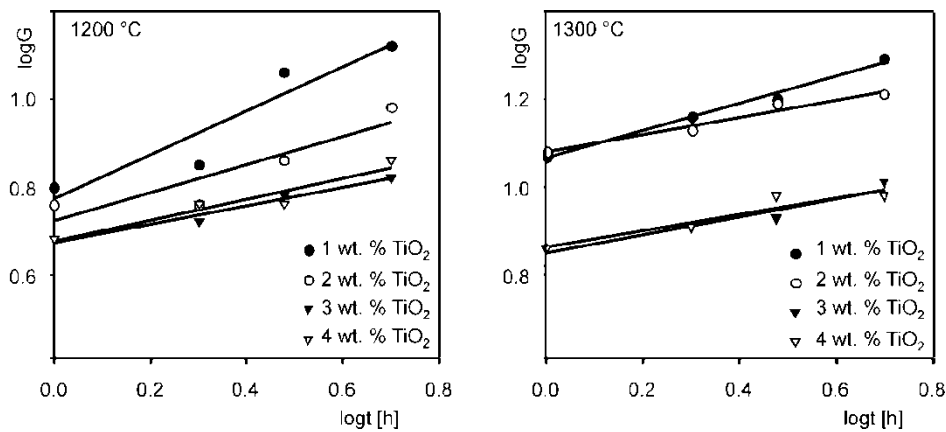 1200 °C
logG
1.0
0.8
0.6
1 wt. % TiO2
2 wt. % TiO2
3 wt. % TiO2
4 wt. % TiO2
0.0 0.2 0.4 0.6 0.8
logt [h]
1300 °C
logG
1.2
1.0
0.8
1 wt. % TiO2
2 wt. % TiO2
3 wt. % TiO2
4 wt. % TiO2
0.0 0.2 0.4 0.6 0.8
logt [h]